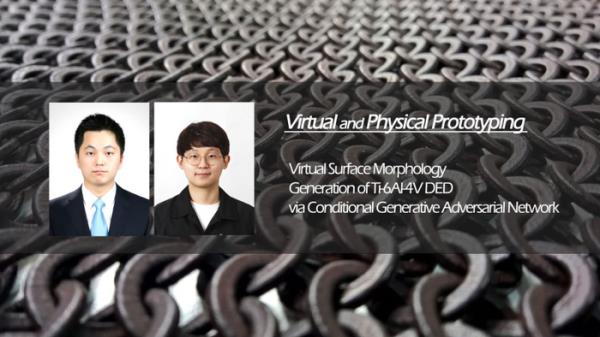 Virtual and Physical Prototyping
Virtual Surface Morphology
Generation of Ti-6Al-4V DED
via Conditional Generative Adversarial Network